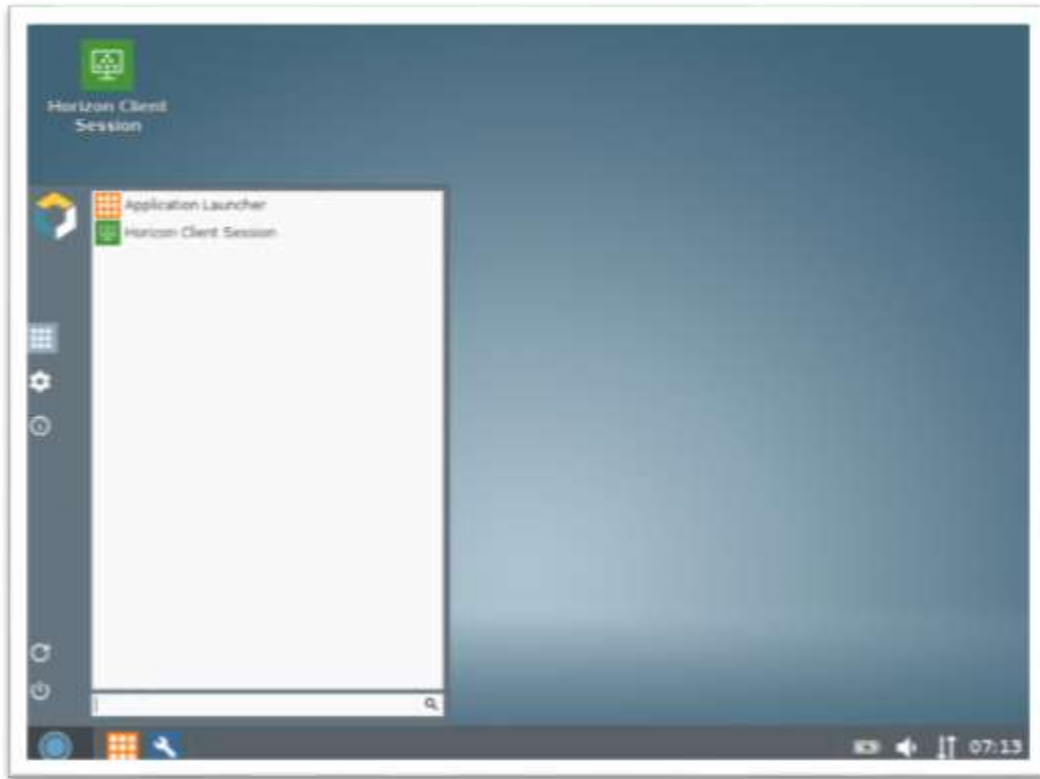 Horizon Client
Session
Application Launcher
Horizon Client Session
07:13